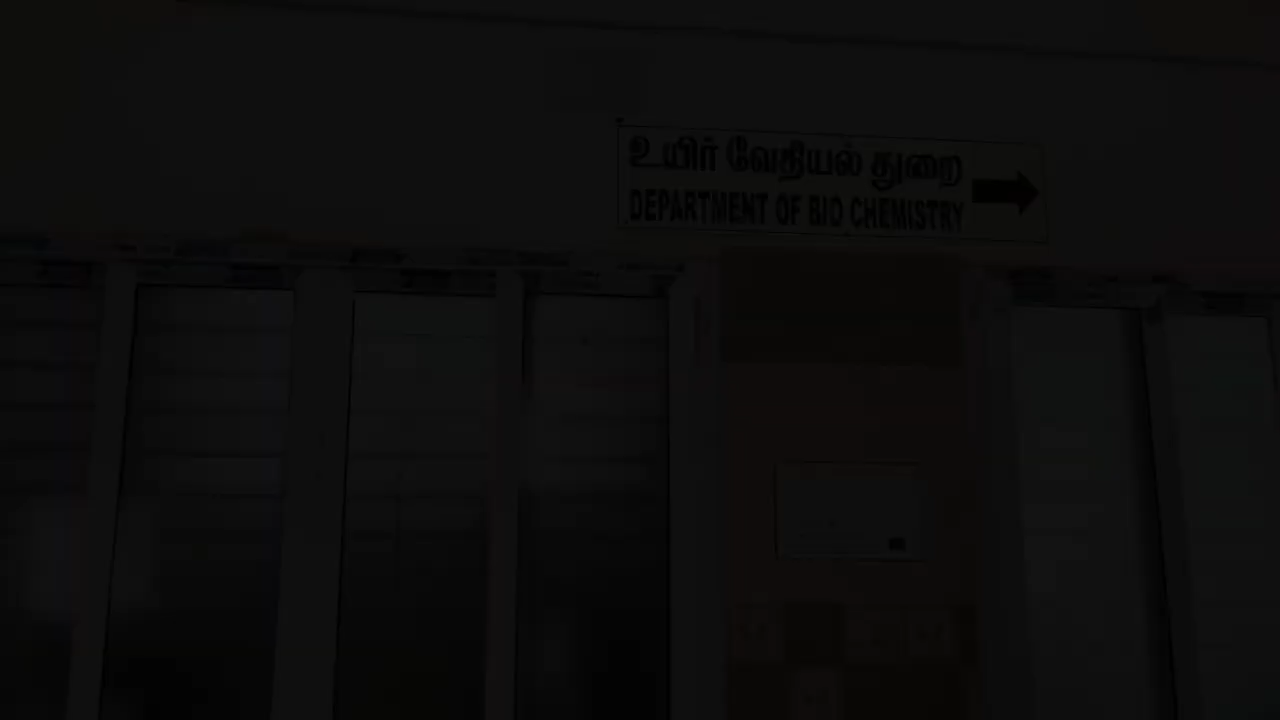 உயிர் வேதியல் துறை
DEPARTMENT OF BIO CHEMISTRY